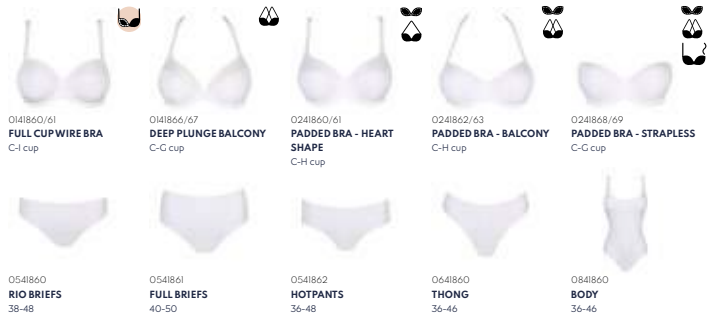 0141860/61
FULL CUP WIRE BRA
C-I cup
0141866/67
DEEP PLUNGE BALCONY
C-G cup
0241860/61
PADDED BRA - HEART
SHAPE
C-H cup
0241862/63
PADDED BRA - BALCONY
C-H cup
0241868/69
PADDED BRA - STRAPLESS
C-G cup
0541860
RIO BRIEFS
38-48
0541861
FULL BRIEFS
40-50
0541862
HOTPANTS
36-48
0641860
THONG
36-46
0841860
BODY
36-46